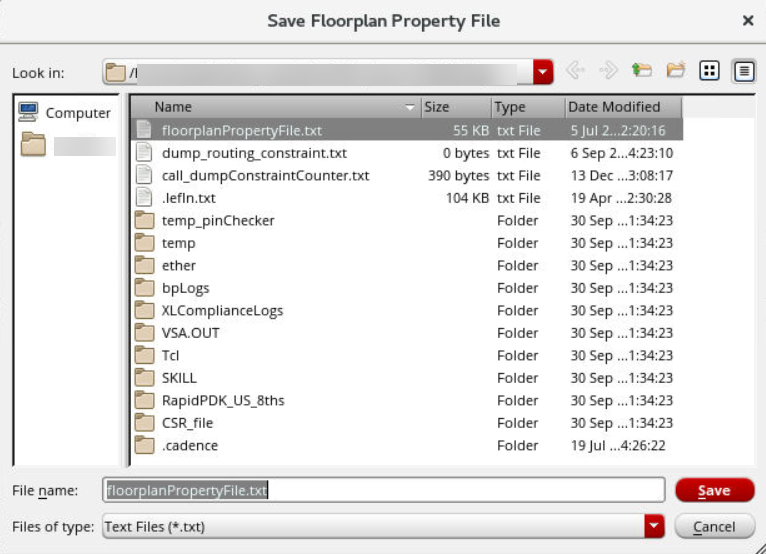 Save Floorplan Property File
Look in: /
Computer
Name Size Type Date Modified
floorplanPropertyFile.txt 55 KB txt File 5 Jul 2...2:20:16
dump_routing_constraint.txt 0 bytes txt File 6 Sep 2...4:23:10
call_dumpConstraintCounter.txt 390 bytes txt File 13 Dec ...3:08:17
.lefIn.txt 104 KB txt File 19 Apr ...2:30:28
temp_pinChecker Folder 30 Sep ...1:34:23
temp Folder 30 Sep ...1:34:23
ether Folder 30 Sep ...1:34:23
bpLogs Folder 30 Sep ...1:34:23
XLComplianceLogs Folder 30 Sep ...1:34:23
VSA.OUT Folder 30 Sep ...1:34:23
Tcl Folder 30 Sep ...1:34:23
SKILL Folder 30 Sep ...1:34:23
RapidPDK_US_8ths Folder 30 Sep ...1:34:23
CSR_file Folder 30 Sep ...1:34:23
.cadence Folder 19 Jul ...4:26:22
File name: floorplanPropertyFile.txt Save
Files of type: Text Files (*.txt) Cancel